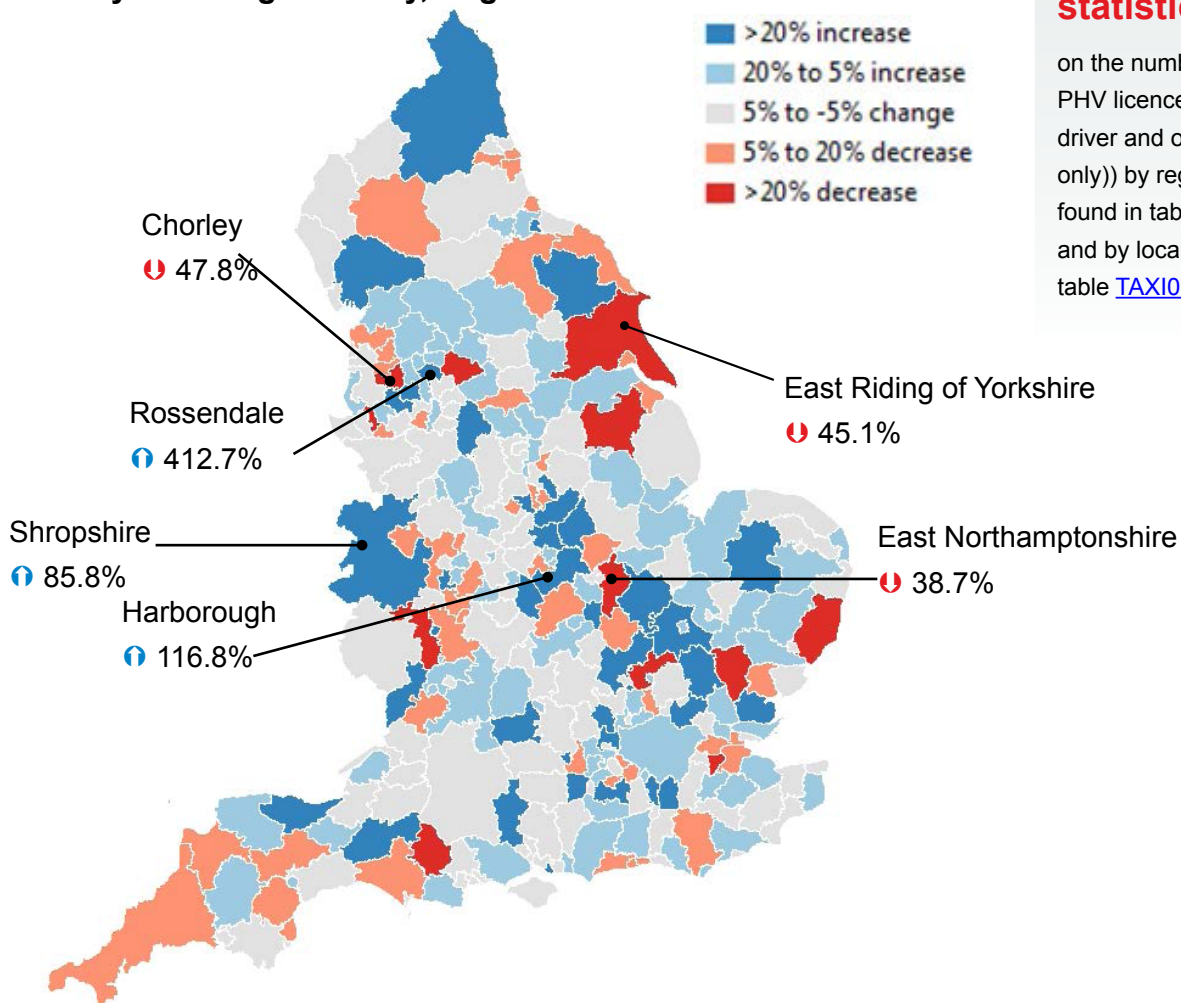 >20% increase
20% to 5% increase
5% to -5% change
5% to 20% decrease
>20% decrease
on the numb
PHV licence
driver and o
only)) by reg
found in tab
and by loca
table TAXI0
Chorley
47.8%
Rossendale
412.7%
Shropshire
85.8%
Harborough
116.8%
East Riding of Yorkshire
45.1%
East Northamptonshire
38.7%